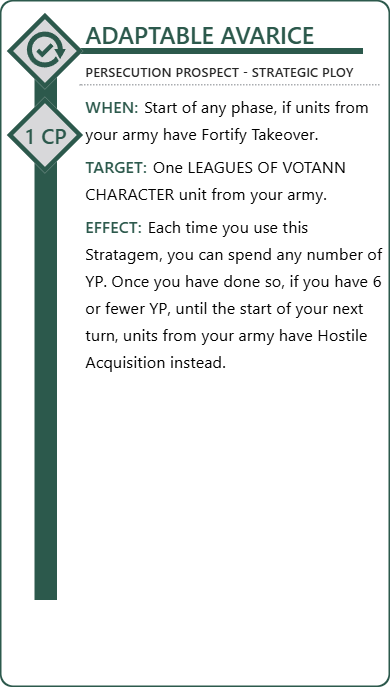 ADAPTABLE AVARICE
PERSECUTION PROSPECT - STRATEGIC PLOY
1 CP
WHEN: Start of any phase, if units from
your army have Fortify Takeover.
TARGET: One LEAGUES OF VOTANN
CHARACTER unit from your army.
EFFECT: Each time you use this
Stratagem, you can spend any number of
YP. Once you have done so, if you have 6
or fewer YP, until the start of your next
turn, units from your army have Hostile
Acquisition instead.